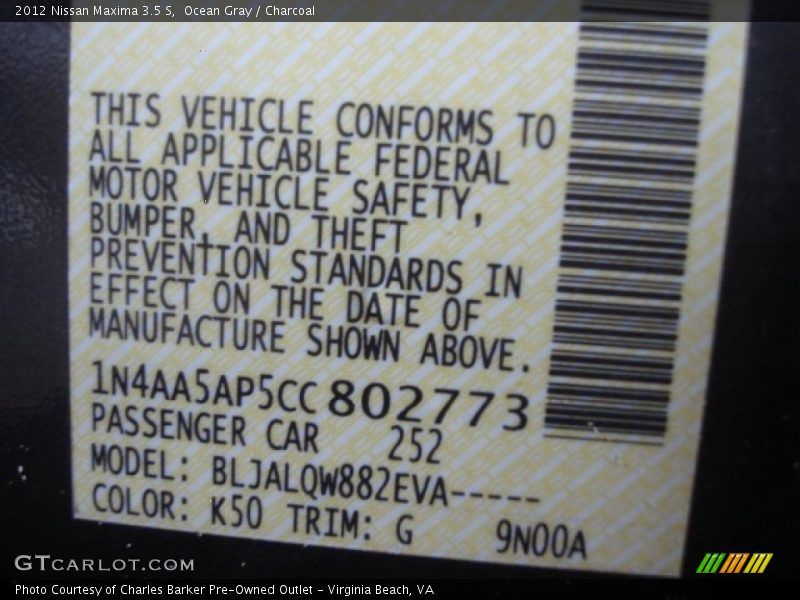 2012 Nissan Maxima 3.5 S,  Ocean Gray / Charcoal
THIS VEHICLE CONFORMS TO
ALL APPLICABLE FEDERAL
MOTOR VEHICLE SAFETY,
BUMPER, AND THEFT
PREVENTION STANDARDS IN
EFFECT ON THE DATE OF
MANUFACTURE SHOWN ABOVE.
1N4AA5AP5CC802773
PASSENGER CAR 252
MODEL: BLJALQW882EVA-----
COLOR: K50 TRIM: G 9N00A
GTCARLOT.COM
Photo Courtesy of Charles Barker Pre-Owned Outlet - Virginia Beach, VA